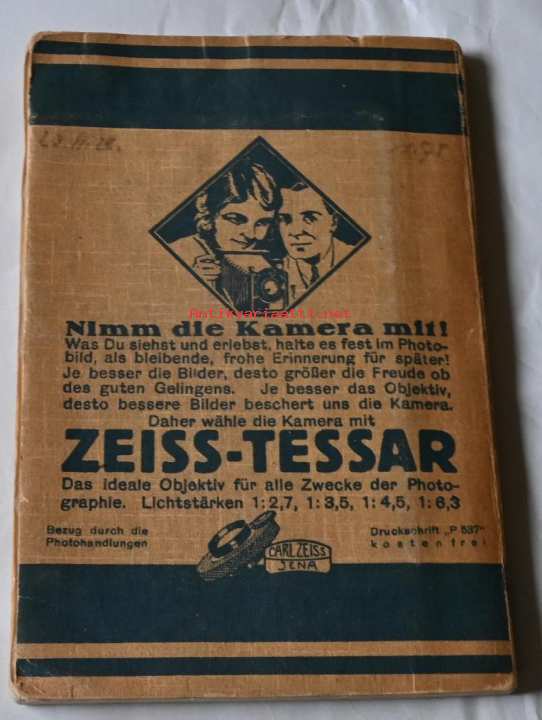 Nimm die Kamera mit!
Antikvariaatti.net
Was Du siehst und erlebst, halte es fest im Photo-
bild, als bleibende, frohe Erinnerung für später!
Je besser die Bilder, desto größer die Freude ob
des guten Gelingens. Je besser das Objektiv,
desto bessere Bilder beschert uns die Kamera.
Daher wähle die Kamera mit
ZEISS-TESSAR
Das ideale Objektiv für alle Zwecke der Photo-
graphie. Lichtstärken 1:2,7, 1:3,5, 1:4,5, 1:6,3
Bezug durch die
Photohandlungen
CARL ZEISS
JENA
Druckschrift „P 537"
kostenfrei